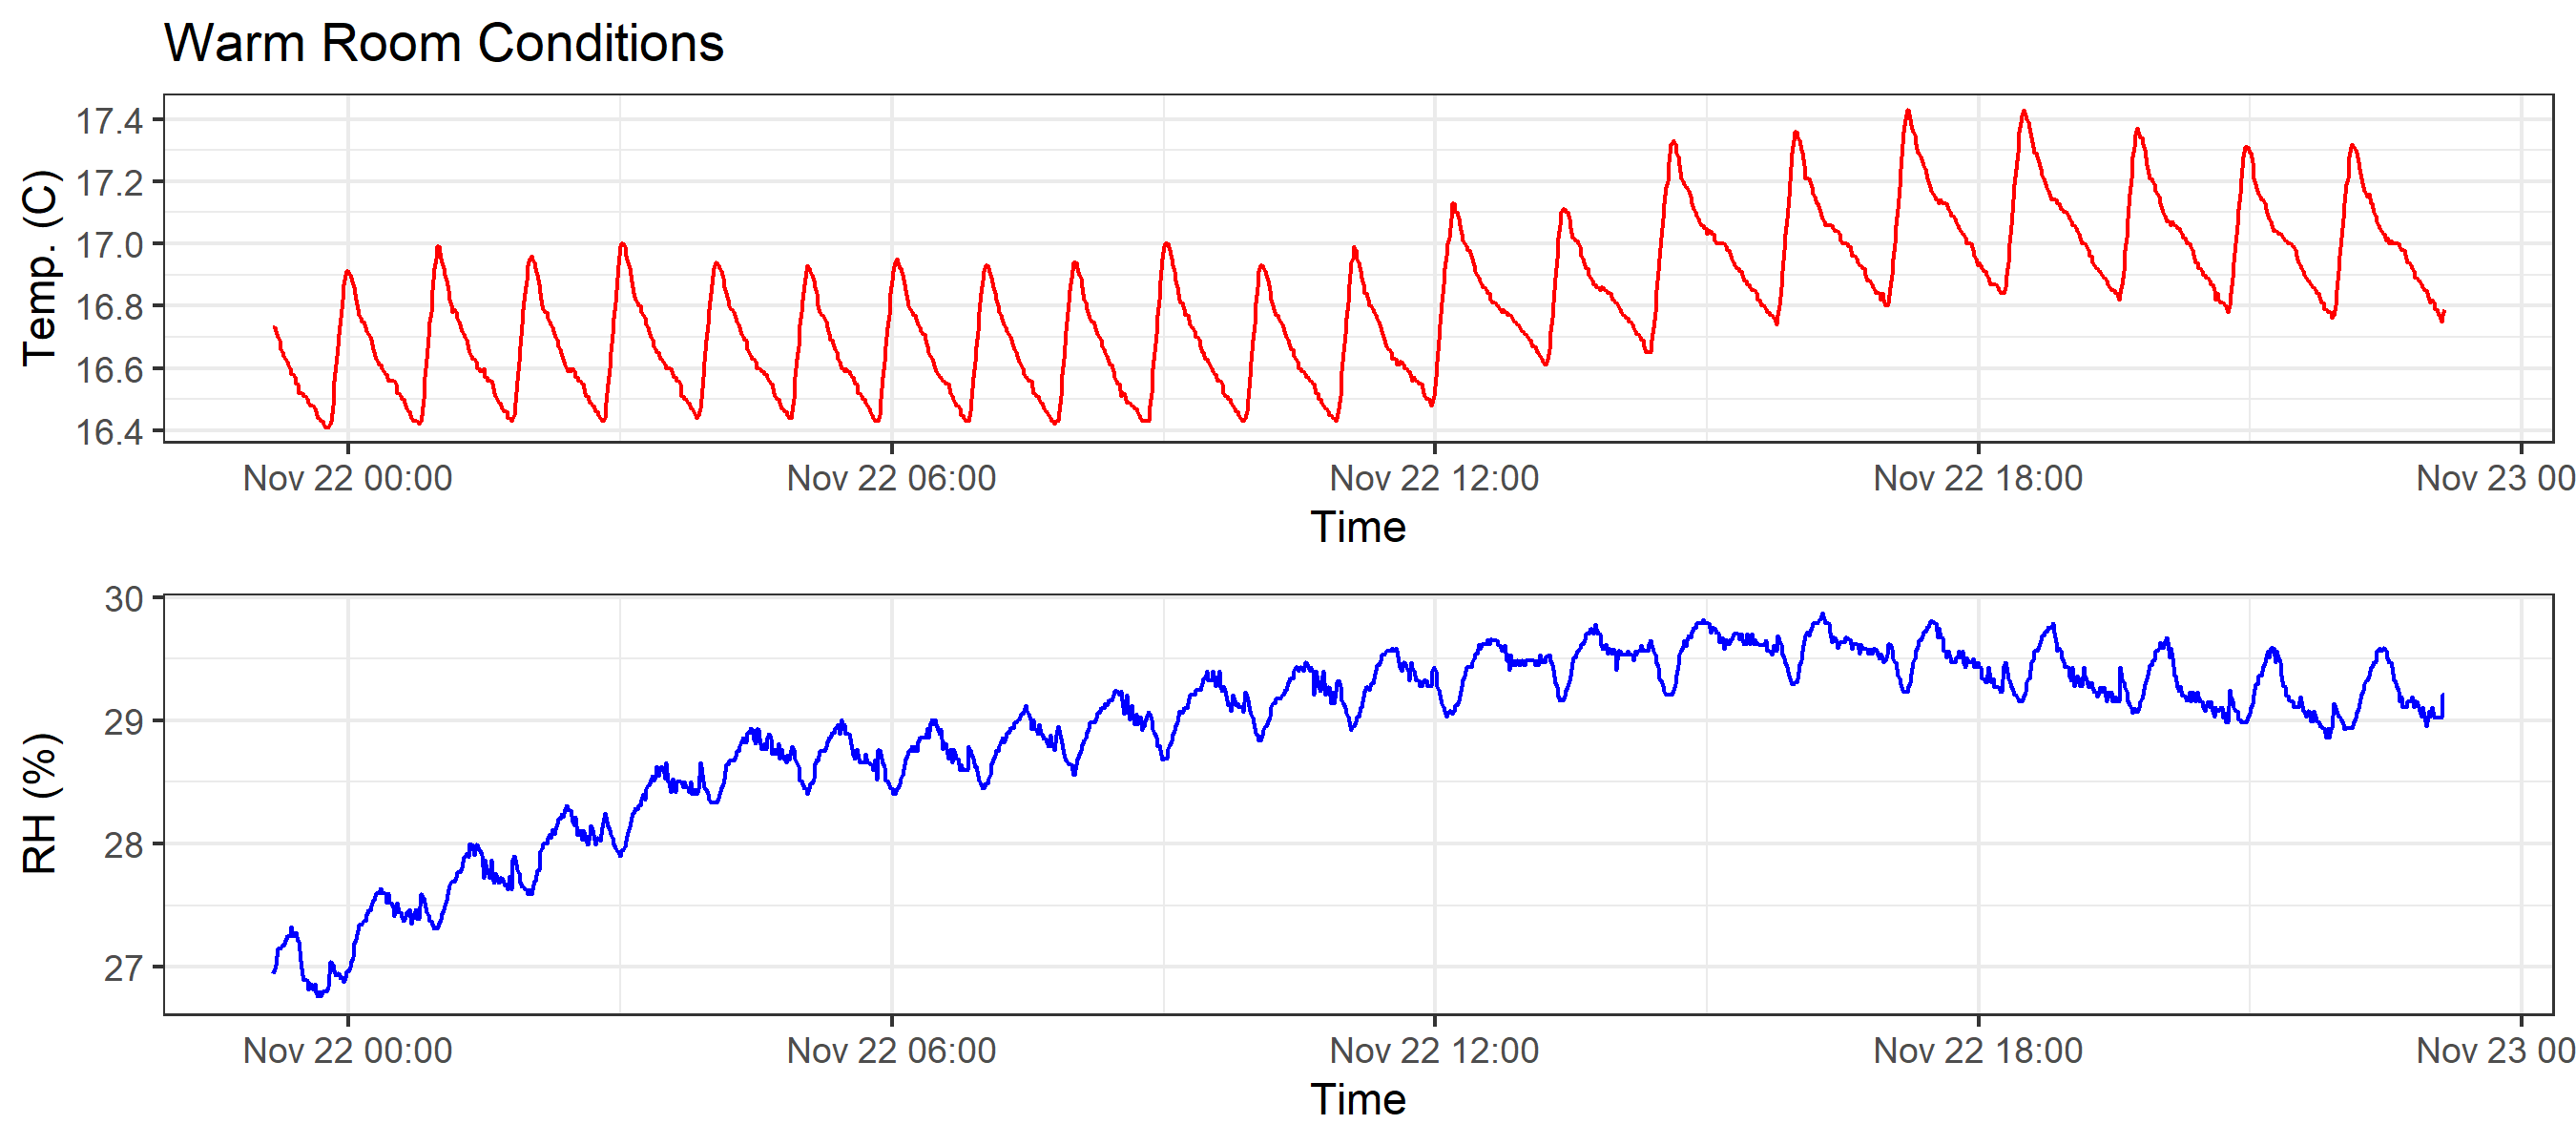 Warm Room Conditions
17.4
17.2
17.0
16.8
16.6
16.4
Temp. (C)
Nov 22 00:00 Nov 22 06:00 Nov 22 12:00 Nov 22 18:00 Nov 23 00
Time
30
29
28
27
RH (%)
Nov 22 00:00 Nov 22 06:00 Nov 22 12:00 Nov 22 18:00 Nov 23 00
Time